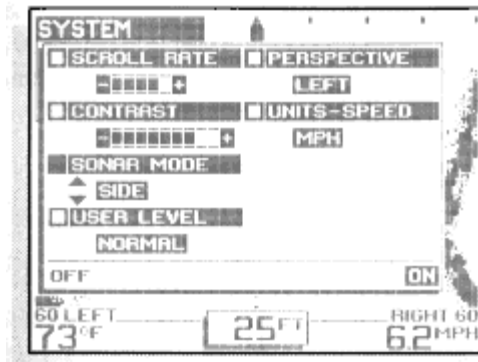 SYSTEM
SCROLL RATE PERSPECTIVE
- + LEFT
CONTRAST UNITS-SPEED
- + MPH
SONAR MODE
SIDE
USER LEVEL
NORMAL
OFF ON
60 LEFT RIGHT 60
73°F 25FT 6.2MPH